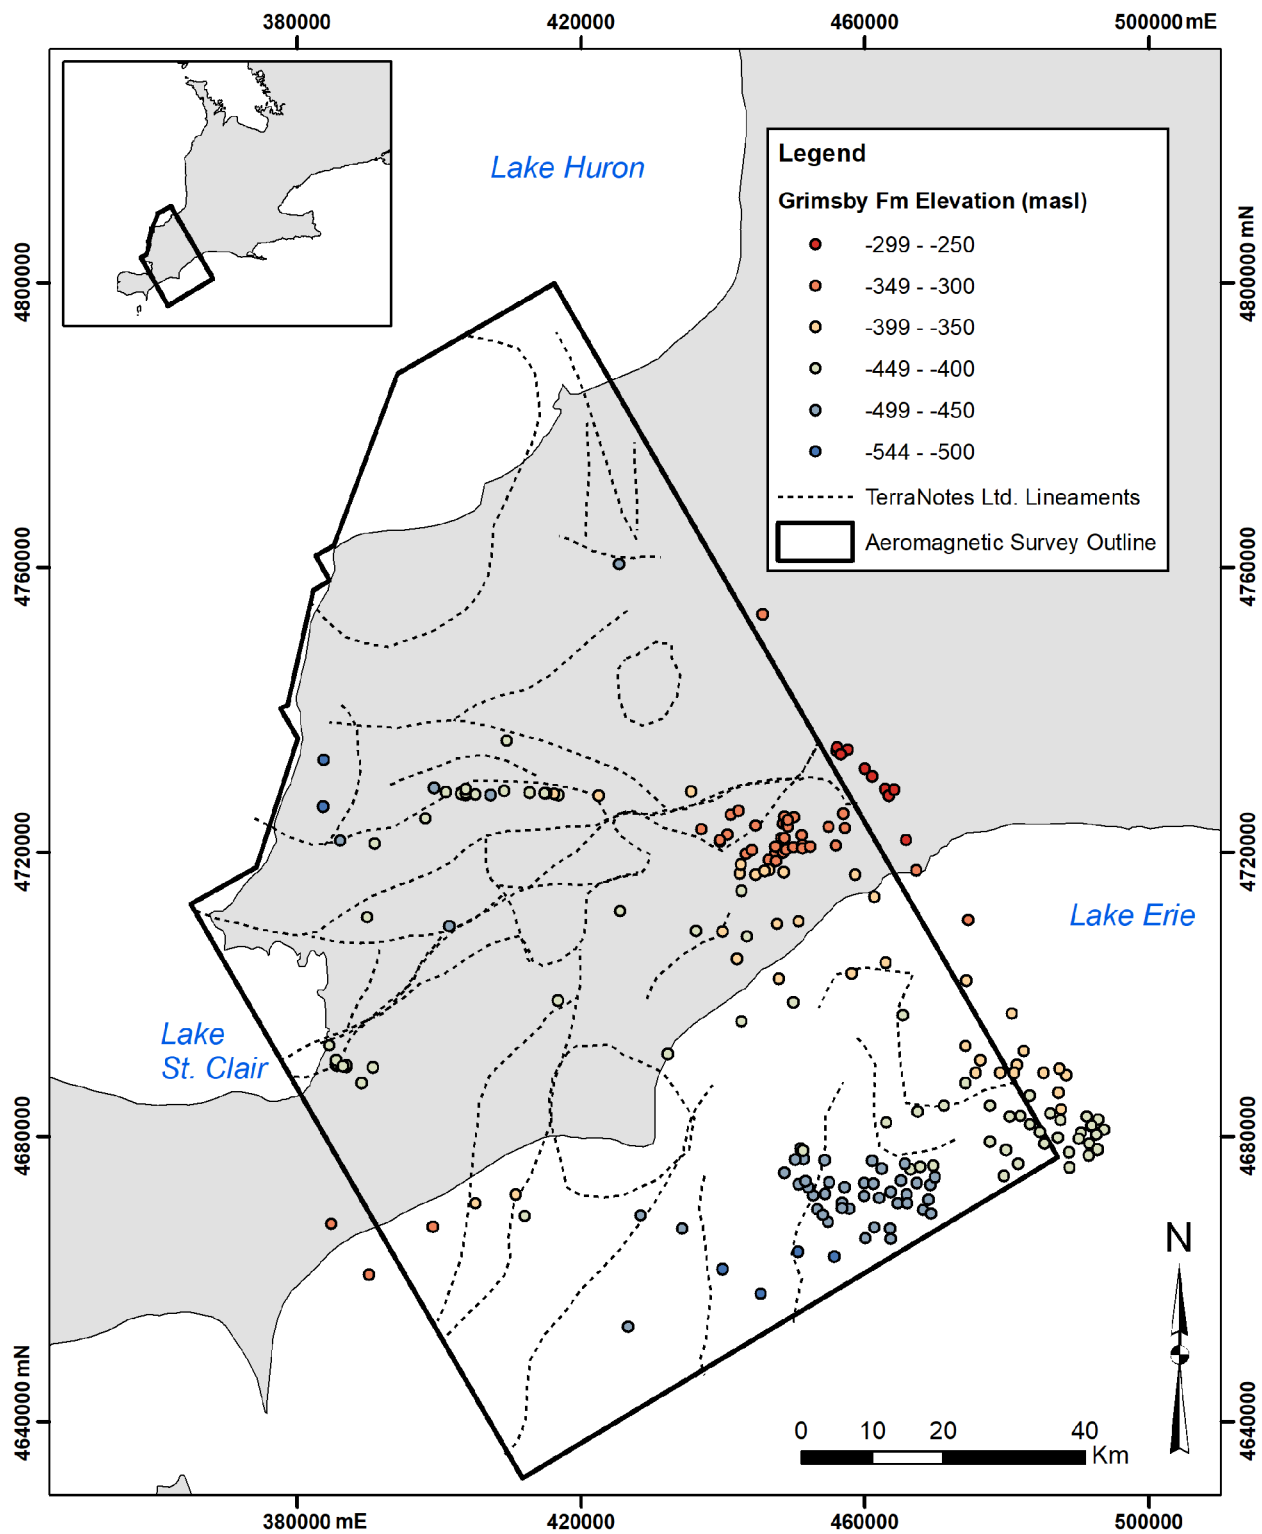 380000
420000
460000
500000 mE
Lake Huron
Legend
Grimsby Fm Elevation (masl)
-299 - -250
-349 - -300
-399 - -350
-449 - -400
-499 - -450
-544 - -500
TerraNotes Ltd. Lineaments
Aeromagnetic Survey Outline
4800000
4800000 mN
4760000
4760000
4720000
4720000
Lake Erie
Lake
St. Clair
4680000
4680000
N
4640000 mN
4640000
0 10 20 40
Km
380000 mE
420000
460000
500000